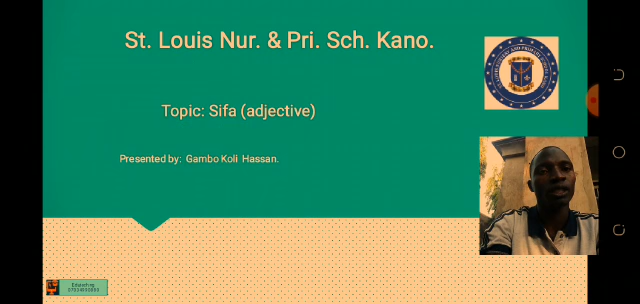 St. Louis Nur. & Pri. Sch. Kano.
Topic: Sifa (adjective)
Presented by: Gambo Koli Hassan.